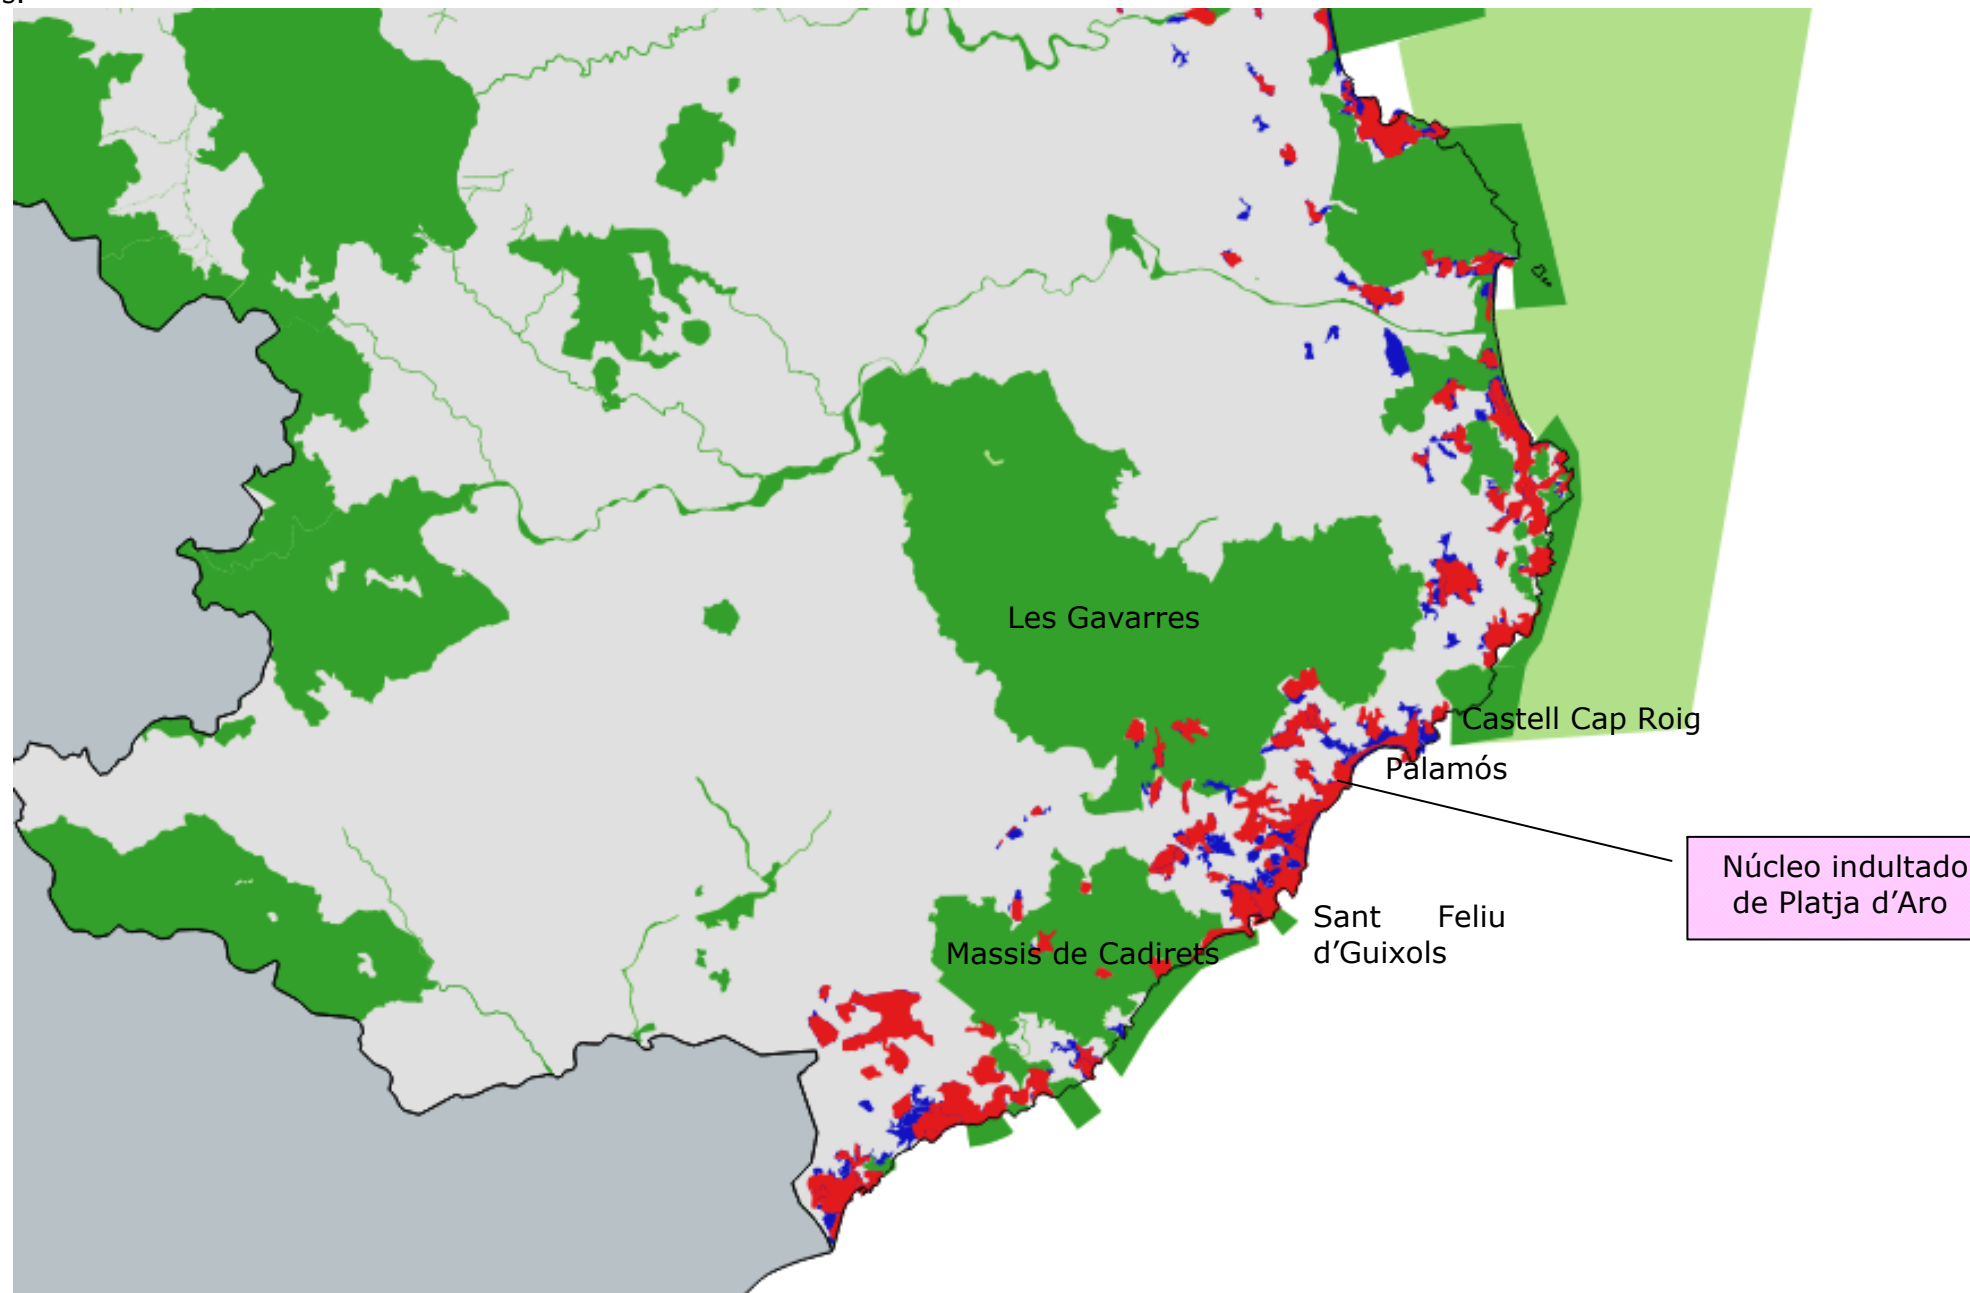 s.
Les Gavarres
Castell Cap Roig
Palamós
Núcleo indultado
de Platja d’Aro
Sant Feliu
d’Guixols
Massis de Cadirets